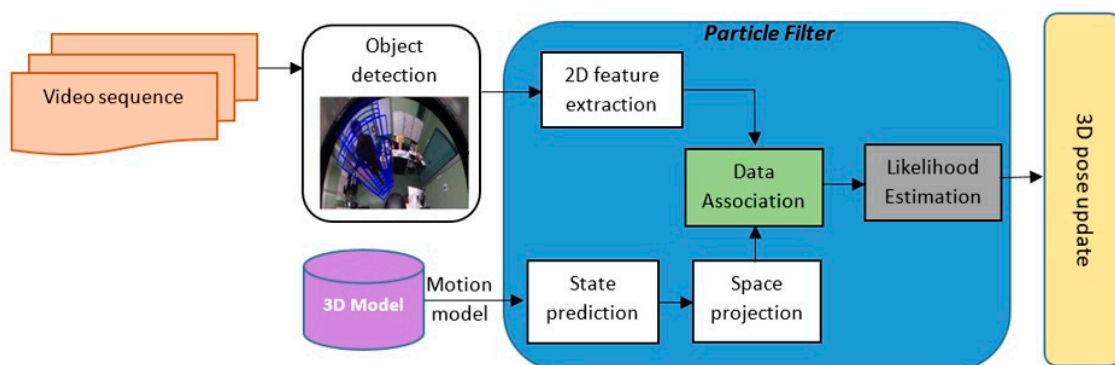 Video sequence
Object
detection
Particle Filter
2D feature
extraction
Data
Association
Likelihood
Estimation
3D pose update
3D Model
Motion
model
State
prediction
Space
projection